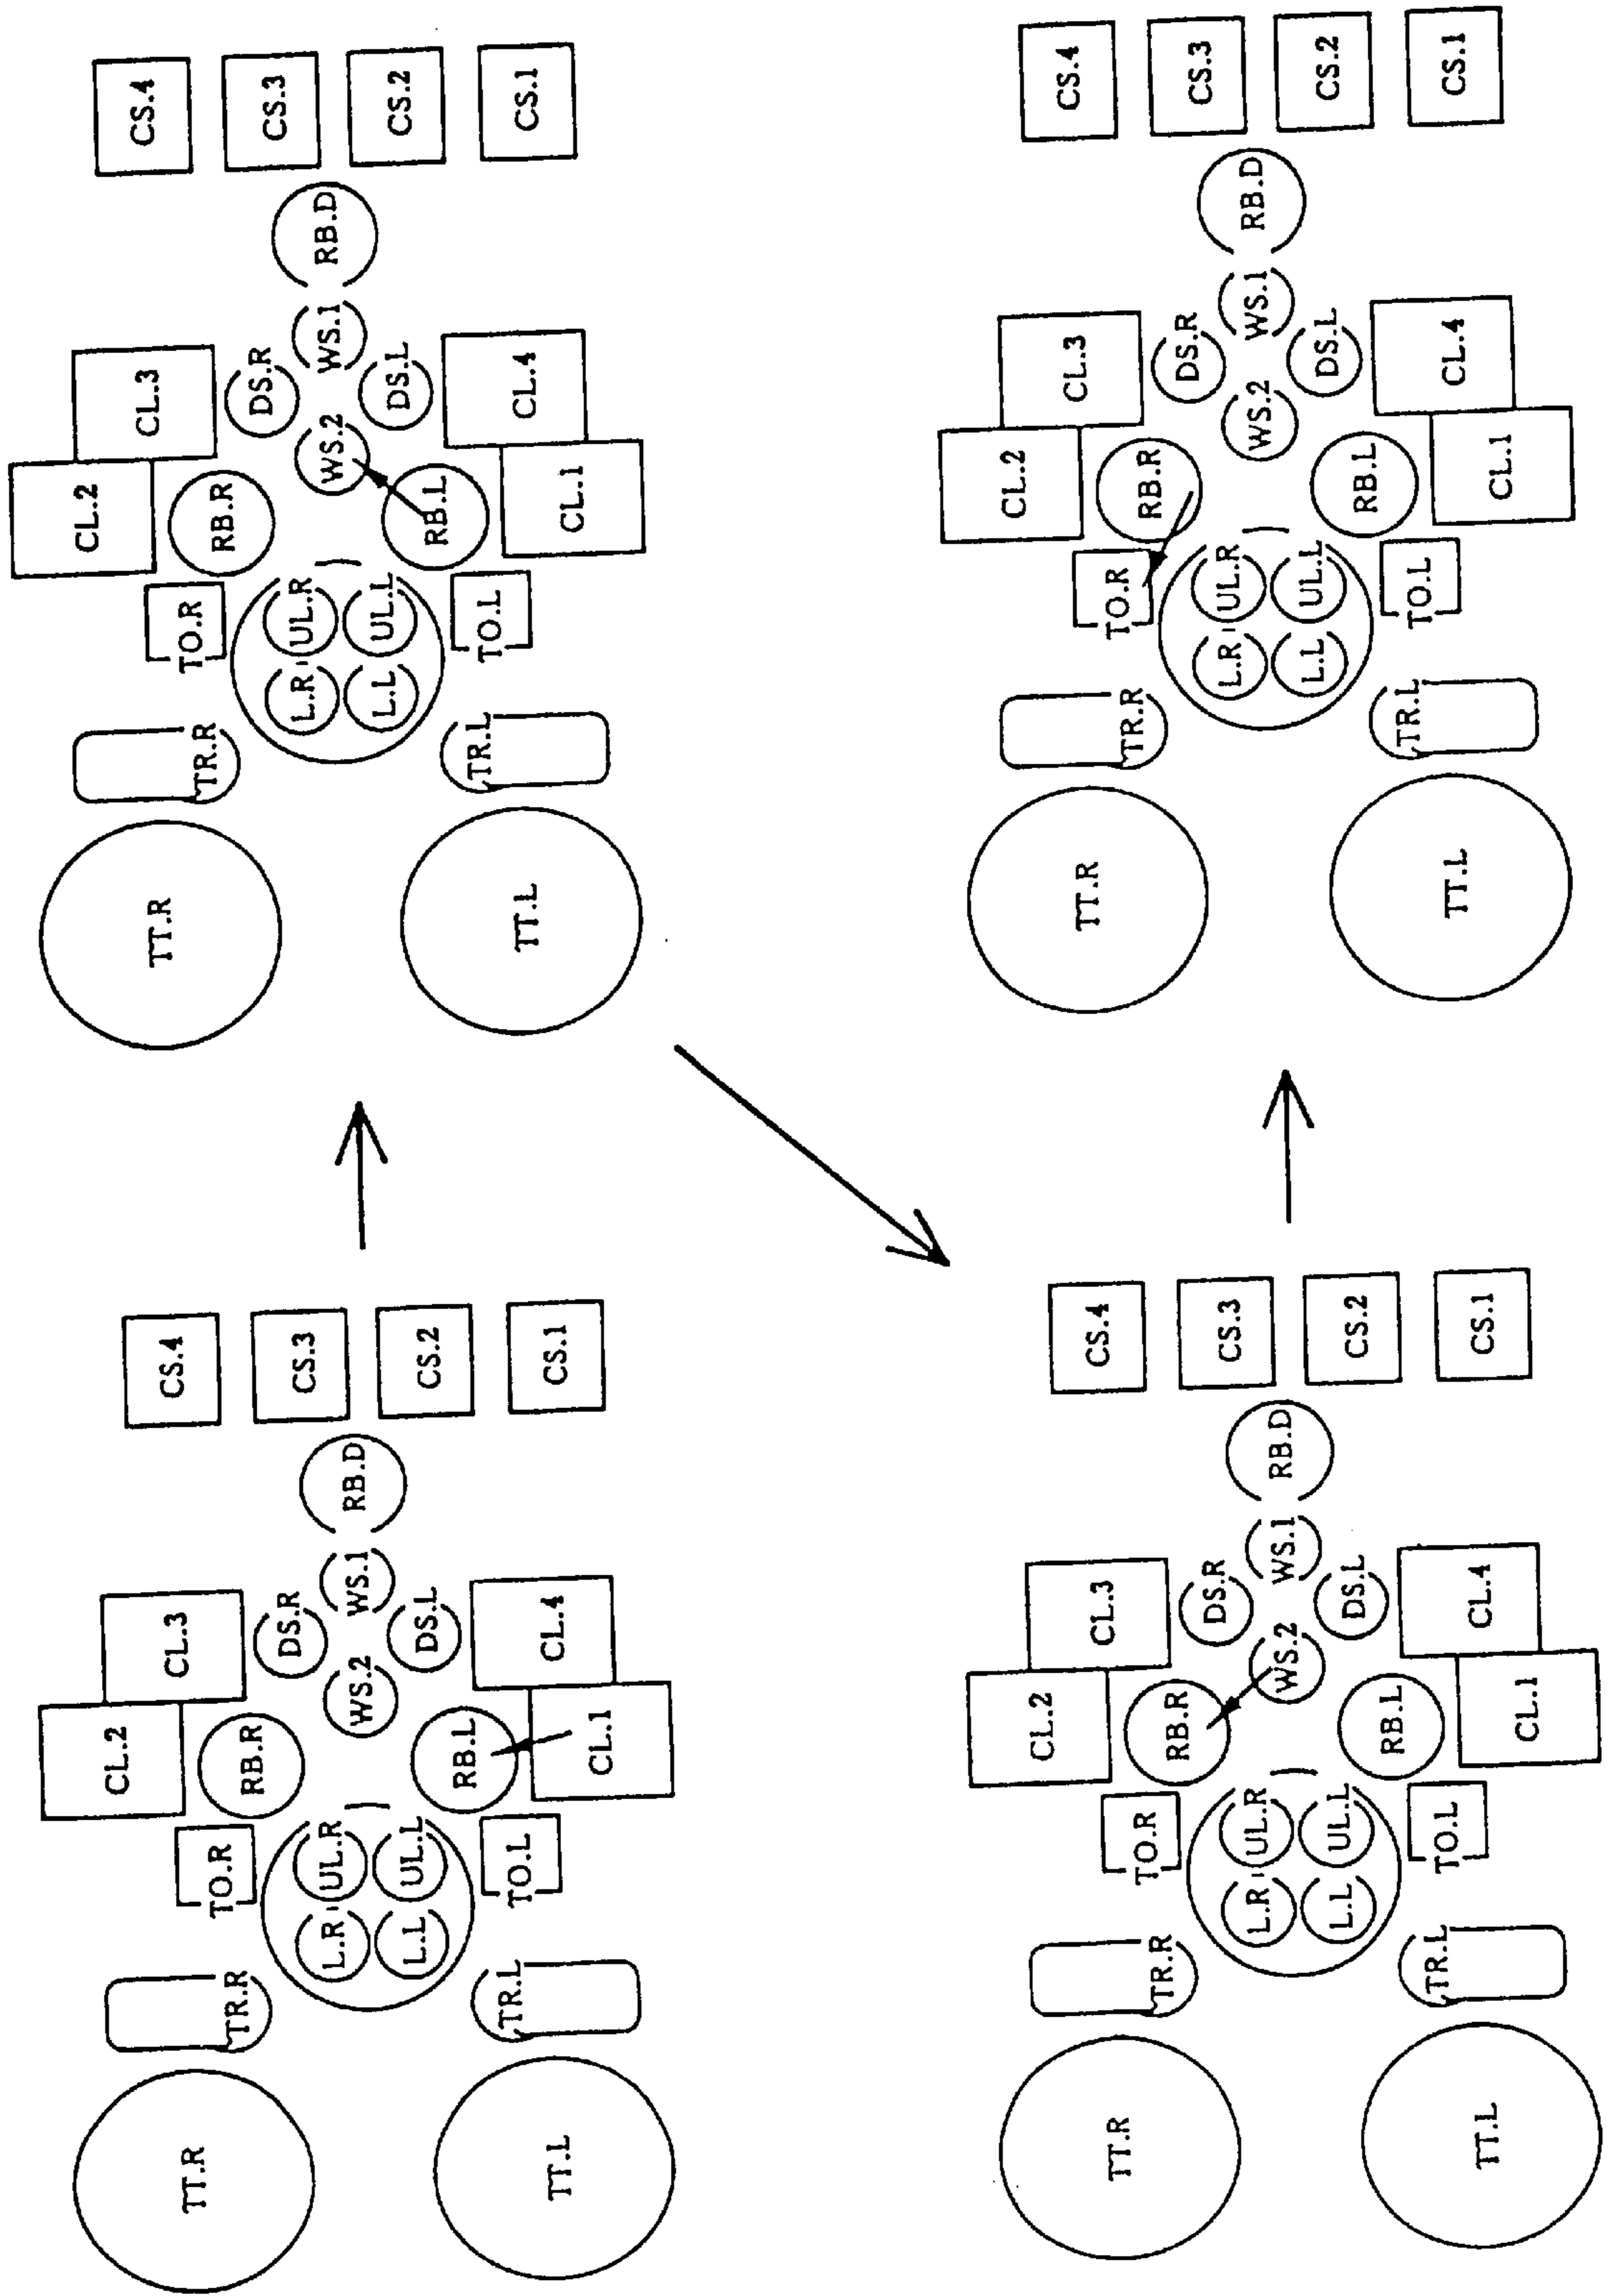 CL.2
CL.3
CS.4
TT.R
TR.R
TO.R
RB.R
DS.R
CS.3
L.R
UL.R
WS.2
WS.1
RB.D
L.L
UL.L
DS.L
CS.2
RB.L
TT.L
TR.L
TO.L
CL.1
CL.4
CS.1
CL.2
CL.3
CS.4
TT.R
TR.R
TO.R
RB.R
DS.R
CS.3
L.R
UL.R
WS.2
WS.1
RB.D
L.L
UL.L
DS.L
CS.2
RB.L
TT.L
TR.L
TO.L
CL.1
CL.4
CS.1
CL.2
CL.3
CS.4
TT.R
TR.R
TO.R
RB.R
DS.R
CS.3
L.R
UL.R
WS.2
WS.1
RB.D
L.L
UL.L
DS.L
CS.2
RB.L
TT.L
TR.L
TO.L
CL.1
CL.4
CS.1
CL.2
CL.3
CS.4
TT.R
TR.R
TO.R
RB.R
DS.R
CS.3
L.R
UL.R
WS.2
WS.1
RB.D
L.L
UL.L
DS.L
CS.2
RB.L
TT.L
TR.L
TO.L
CL.1
CL.4
CS.1